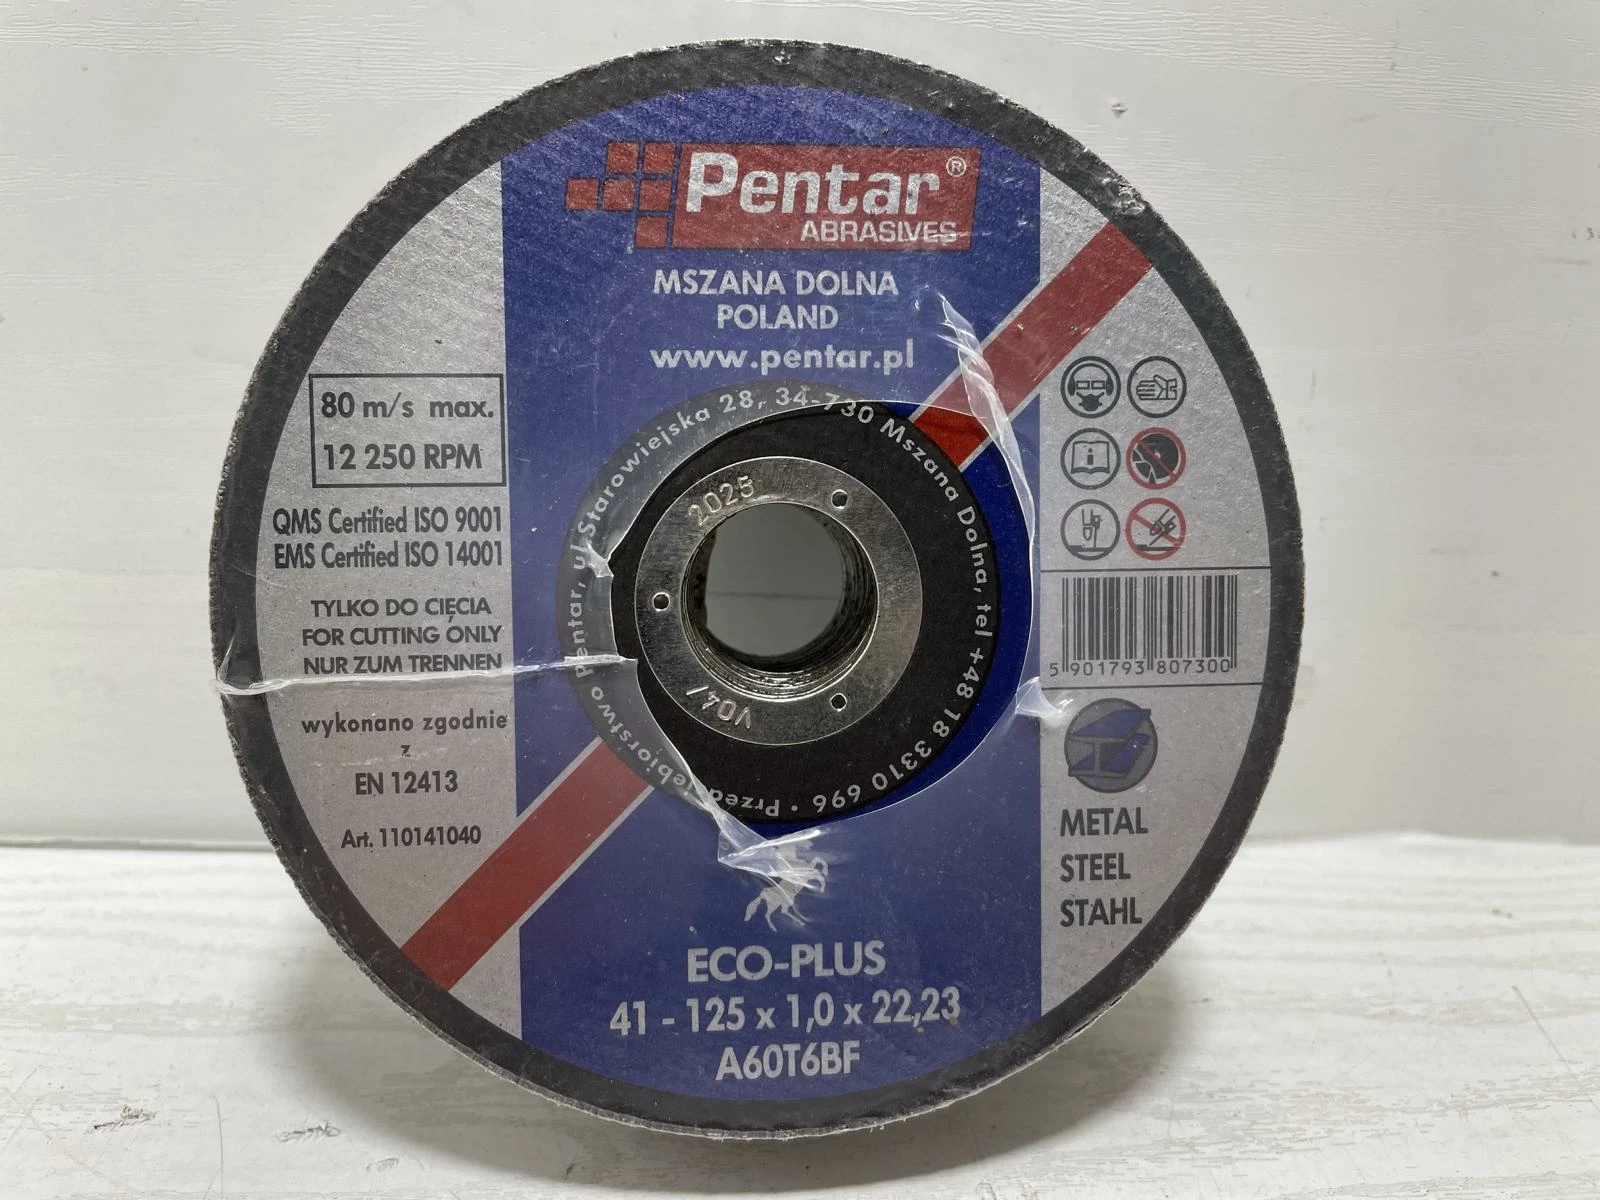 Pentar®
ABRASIVES
MSZANA DOLNA
POLAND
www.pentar.pl
80 m/s max.
12 250 RPM
QMS Certified ISO 9001
EMS Certified ISO 14001
TYLKO DO CIĘCIA
FOR CUTTING ONLY
NUR ZUM TRENNEN
wykonano zgodnie
z
EN 12413
Art. 110141040
Pentar, ul Starowiejska 28, 34-730 Mszana Dolna, tel +48 18 3310 696 •
2025
V04/
5 901793 807300
METAL
STEEL
STAHL
ECO-PLUS
41 - 125 x 1,0 x 22,23
A60T6BF